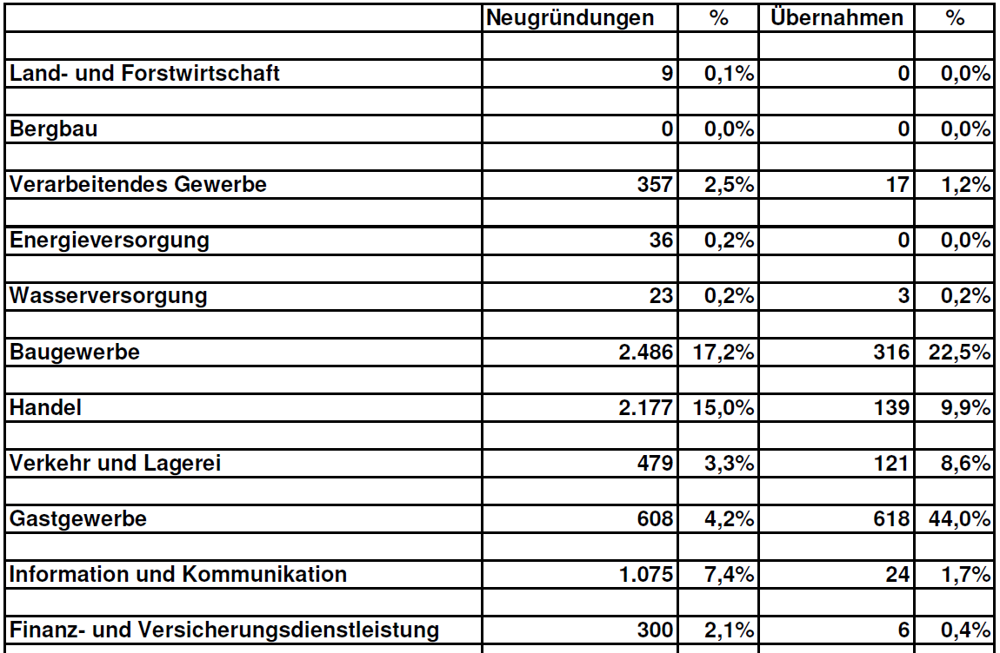 Neugründungen % Übernahmen %
Land- und Forstwirtschaft 9 0,1% 0 0,0%
Bergbau 0 0,0% 0 0,0%
Verarbeitendes Gewerbe 357 2,5% 17 1,2%
Energieversorgung 36 0,2% 0 0,0%
Wasserversorgung 23 0,2% 3 0,2%
Baugewerbe 2.486 17,2% 316 22,5%
Handel 2.177 15,0% 139 9,9%
Verkehr und Lagerei 479 3,3% 121 8,6%
Gastgewerbe 608 4,2% 618 44,0%
Information und Kommunikation 1.075 7,4% 24 1,7%
Finanz- und Versicherungsdienstleistung 300 2,1% 6 0,4%